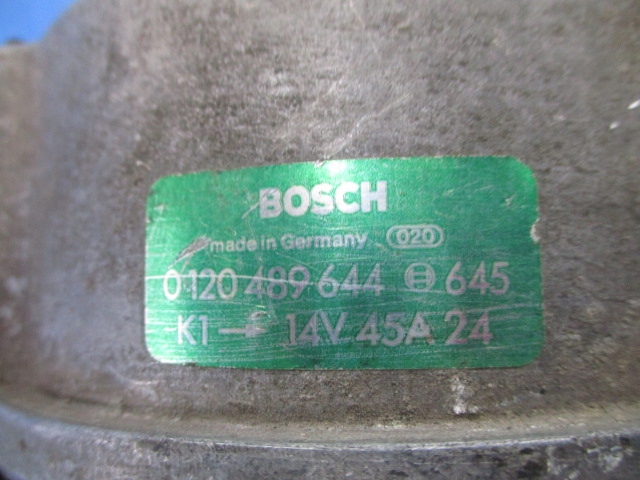 BOSCH
made in Germany 020
0 120 489 644 645
K1→ 14V 45A 24